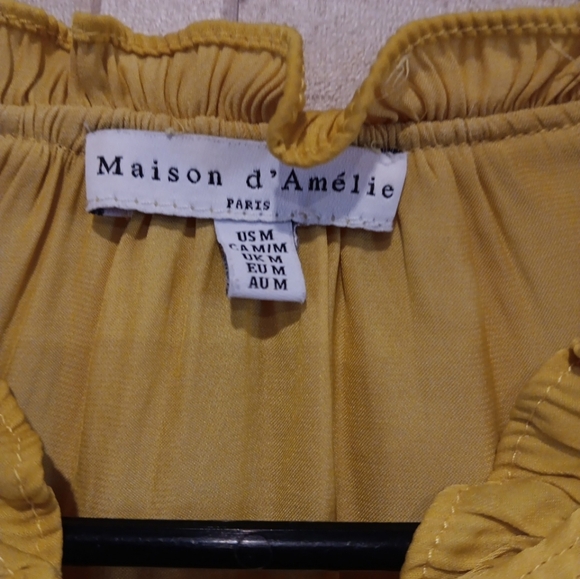 Maison d'Amélie
PARIS
US M
CA M/M
UK M
EU M
AU M